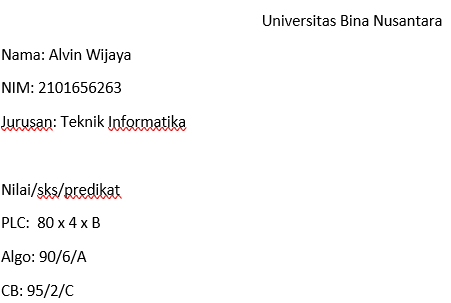 Universitas Bina Nusantara
Nama: Alvin Wijaya
NIM: 2101656263
Jurusan: Teknik Informatika
Nilai/sks/predikat
PLC:  80 x 4 x B
Algo: 90/6/A
CB: 95/2/C